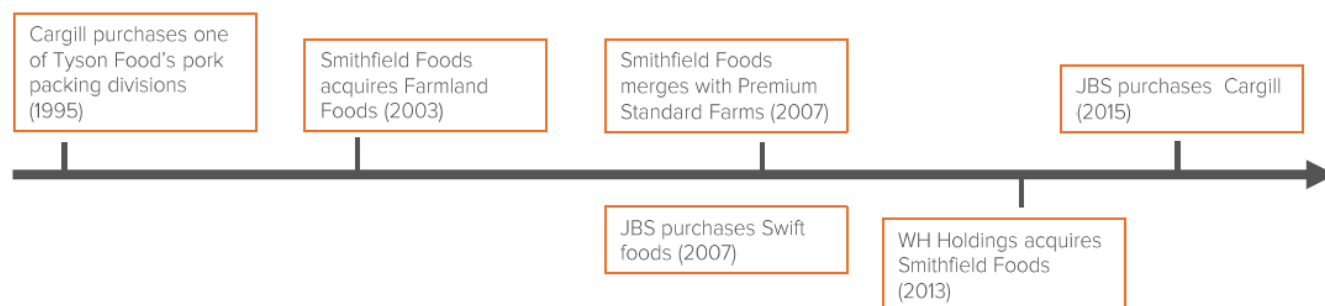 Cargill purchases one
of Tyson Food's pork
packing divisions
(1995)
Smithfield Foods
acquires Farmland
Foods (2003)
Smithfield Foods
merges with Premium
Standard Farms (2007)
JBS purchases Swift
foods (2007)
WH Holdings acquires
Smithfield Foods
(2013)
JBS purchases  Cargill
(2015)